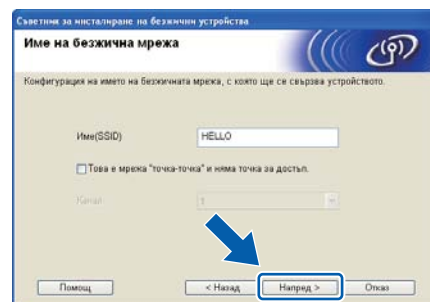 Съветник за инсталиране на безжични устройства
Име на безжична мрежа
Конфигурация на името на безжичната мрежа, с която ще се свързва устройството.
Име(SSID)
HELLO
Това е мрежа "точка-точка" и няма точка за достъп.
Канал
1
Помощ
< Назад
Напред >
Отказ